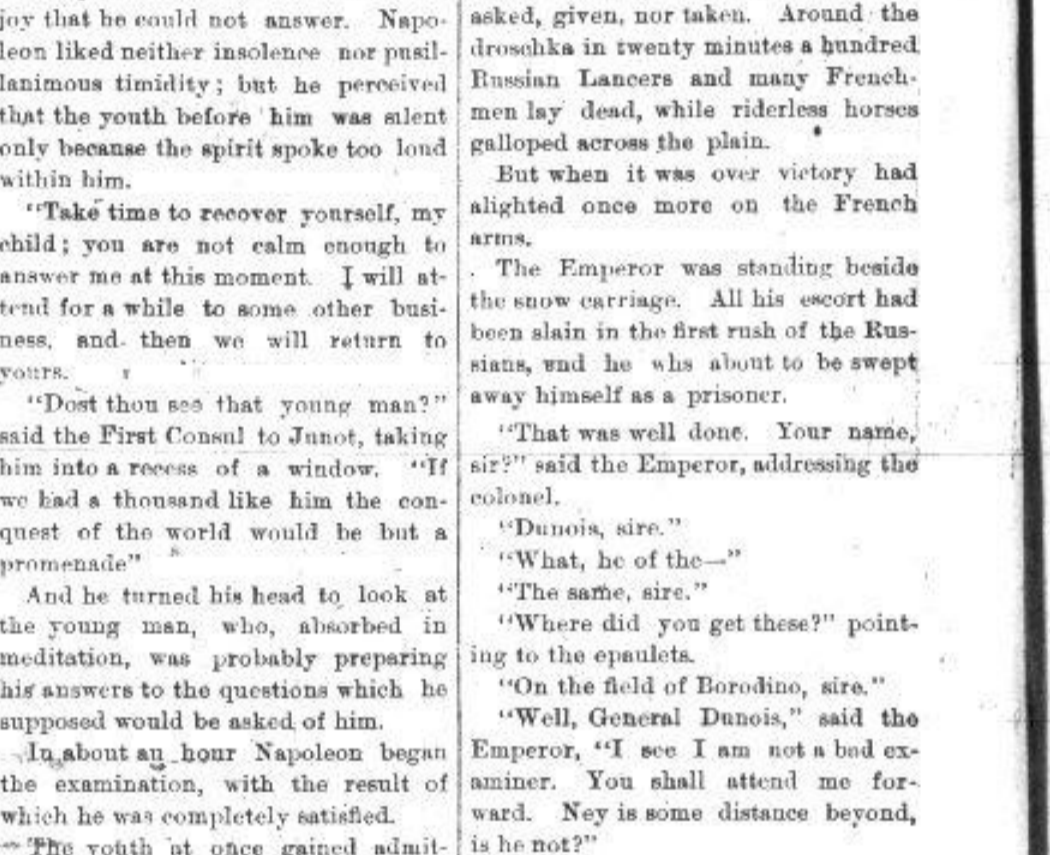 joy that he could not answer. Napo-
leon liked neither insolence nor pusil-
lanimous timidity; but he perceived
that the youth before him was silent
only because the spirit spoke too loud
within him.
"Take time to recover yourself, my
child; you are not calm enough to
answer me at this moment. I will at-
tend for a while to some other busi-
ness, and then we will return to
yours.
"Dost thou see that young man?"
said the First Consul to Junot, taking
him into a recess of a window. "If
we had a thousand like him the con-
quest of the world would be but a
promenade"
And he turned his head to look at
the young man, who, absorbed in
meditation, was probably preparing
his answers to the questions which he
supposed would be asked of him.
In about an hour Napoleon began
the examination, with the result of
which he was completely satisfied.
The youth at once gained admit-
asked, given, nor taken. Around the
droschka in twenty minutes a hundred
Russian Lancers and many French-
men lay dead, while riderless horses
galloped across the plain.
But when it was over victory had
alighted once more on the French
arms.
The Emperor was standing beside
the snow carriage. All his escort had
been slain in the first rush of the Rus-
sians, und he whs about to be swept
away himself as a prisoner.
"That was well done. Your name,
sir?" said the Emperor, addressing the
colonel.
"Dunois, sire."
"What, he of the—"
"The same, sire."
"Where did you get these?" point-
ing to the epaulets.
"On the field of Borodino, sire."
"Well, General Dunois," said the
Emperor, "I see I am not a bad ex-
aminer. You shall attend me for-
ward. Ney is some distance beyond,
is he not?"